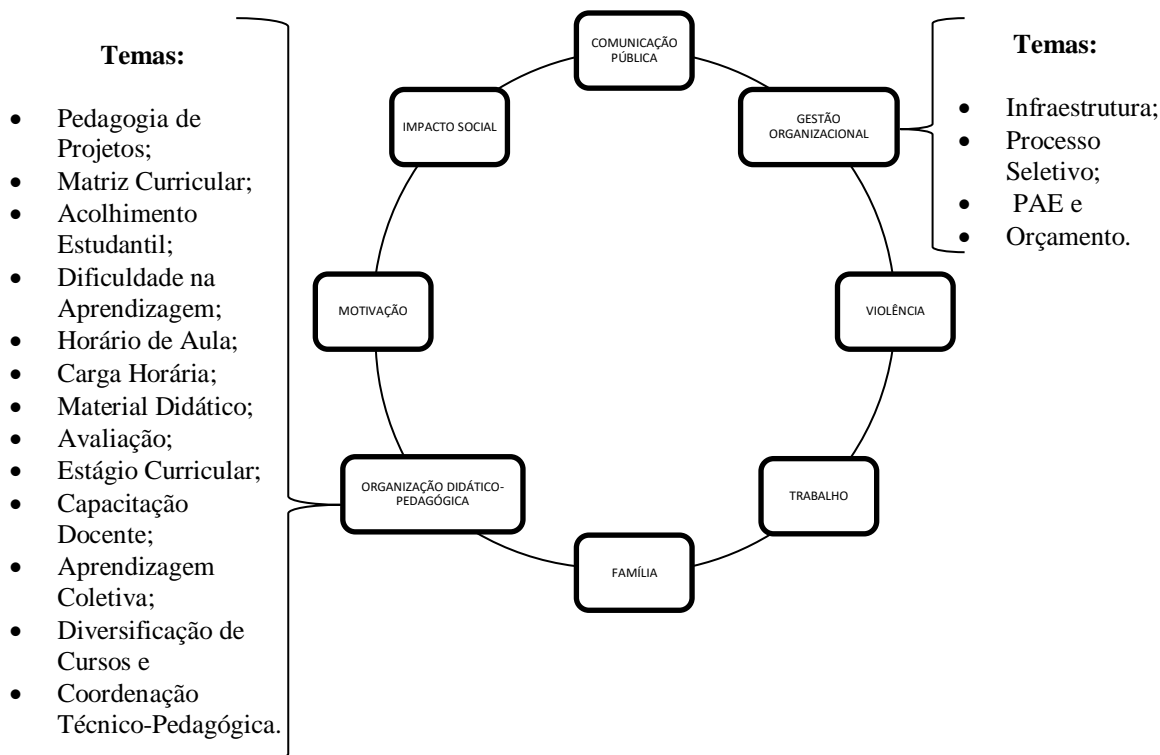 Temas:
Pedagogia de
Projetos;
Matriz Curricular;
Acolhimento
Estudantil;
Dificuldade na
Aprendizagem;
Horário de Aula;
Carga Horária;
Material Didático;
Avaliação;
Estágio Curricular;
Capacitação
Docente;
Aprendizagem
Coletiva;
Diversificação de
Cursos e
Coordenação
Técnico-Pedagógica.
COMUNICAÇÃO
PÚBLICA
GESTÃO
ORGANIZACIONAL
VIOLÊNCIA
TRABALHO
FAMÍLIA
ORGANIZAÇÃO DIDÁTICO-
PEDAGÓGICA
MOTIVAÇÃO
IMPACTO SOCIAL
Temas:
Infraestrutura;
Processo
Seletivo;
PAE e
Orçamento.